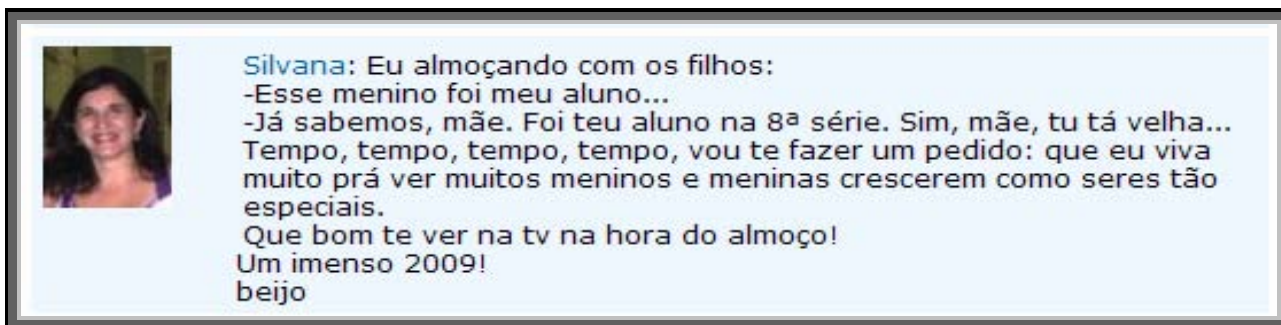 Silvana: Eu almoçando com os filhos:
-Esse menino foi meu aluno...
-Já sabemos, mãe. Foi teu aluno na 8ª série. Sim, mãe, tu tá velha...
Tempo, tempo, tempo, tempo, vou te fazer um pedido: que eu viva
muito prá ver muitos meninos e meninas crescerem como seres tão
especiais.
Que bom te ver na tv na hora do almoço!
Um imenso 2009!
beijo